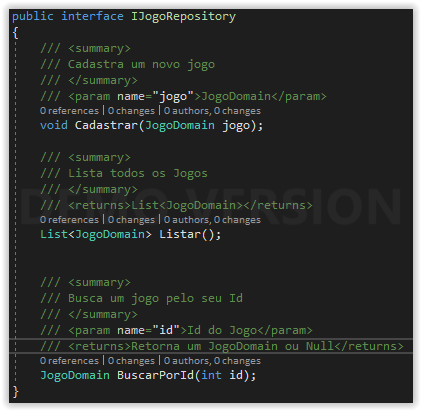 public interface IJogoRepository
{
/// <summary>
/// Cadastra um novo jogo
/// </summary>
/// <param name="jogo">JogoDomain</param>
0 references | 0 changes | 0 authors, 0 changes
void Cadastrar(JogoDomain jogo);
/// <summary>
/// Lista todos os Jogos
/// </summary>
/// <returns>List<JogoDomain></returns>
0 references | 0 changes | 0 authors, 0 changes
List<JogoDomain> Listar();
/// <summary>
/// Busca um jogo pelo seu Id
/// </summary>
/// <param name="id">Id do Jogo</param>
/// <returns>Retorna um JogoDomain ou Null</returns>
0 references | 0 changes | 0 authors, 0 changes
JogoDomain BuscarPorId(int id);
}
DEMO VERSION